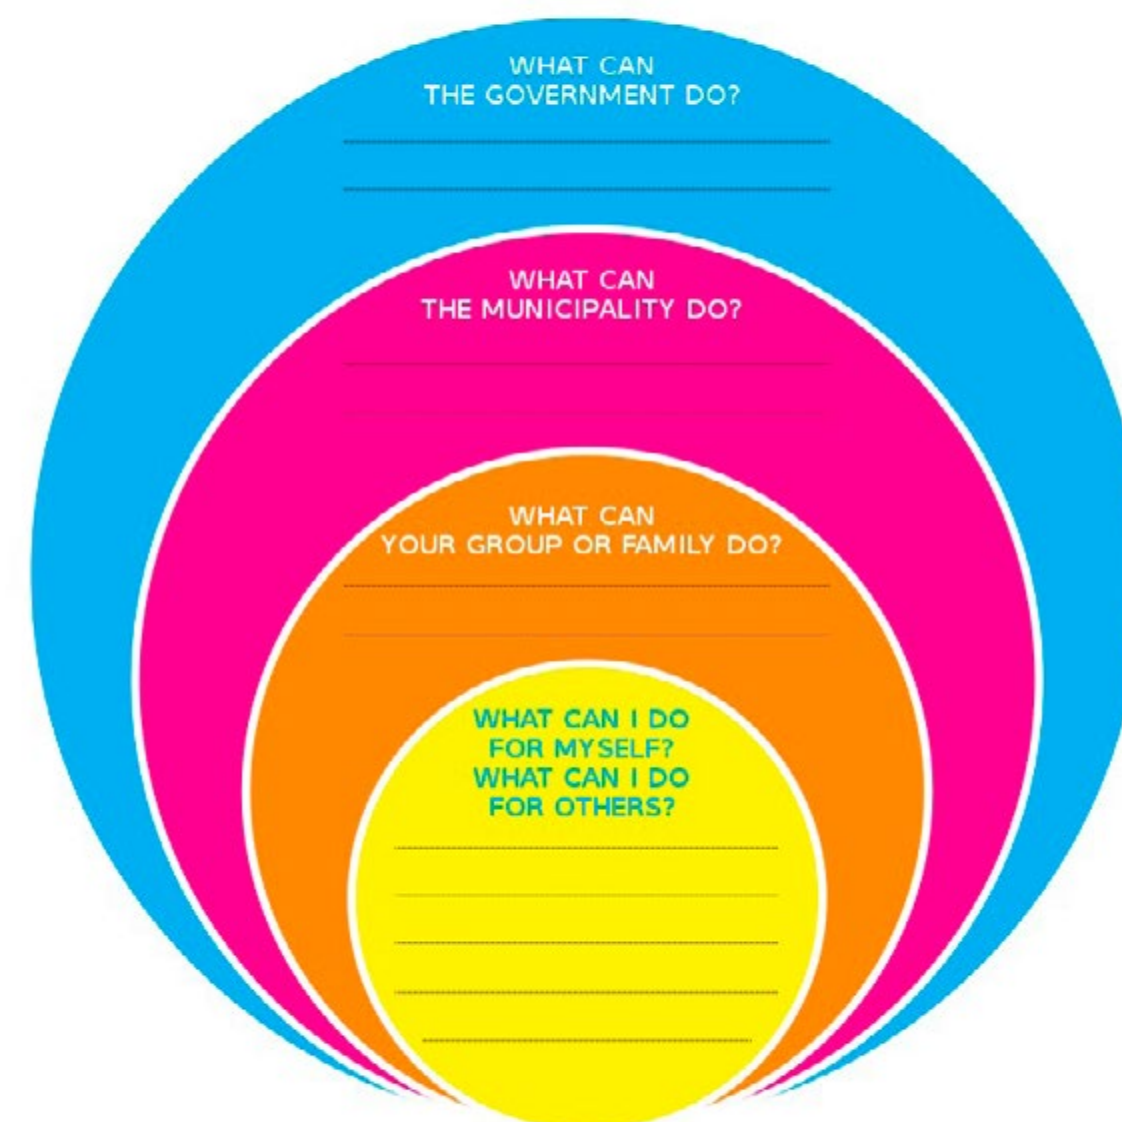 WHAT CAN
THE GOVERNMENT DO?
WHAT CAN
THE MUNICIPALITY DO?
WHAT CAN
YOUR GROUP OR FAMILY DO?
WHAT CAN I DO
FOR MYSELF?
WHAT CAN I DO
FOR OTHERS?